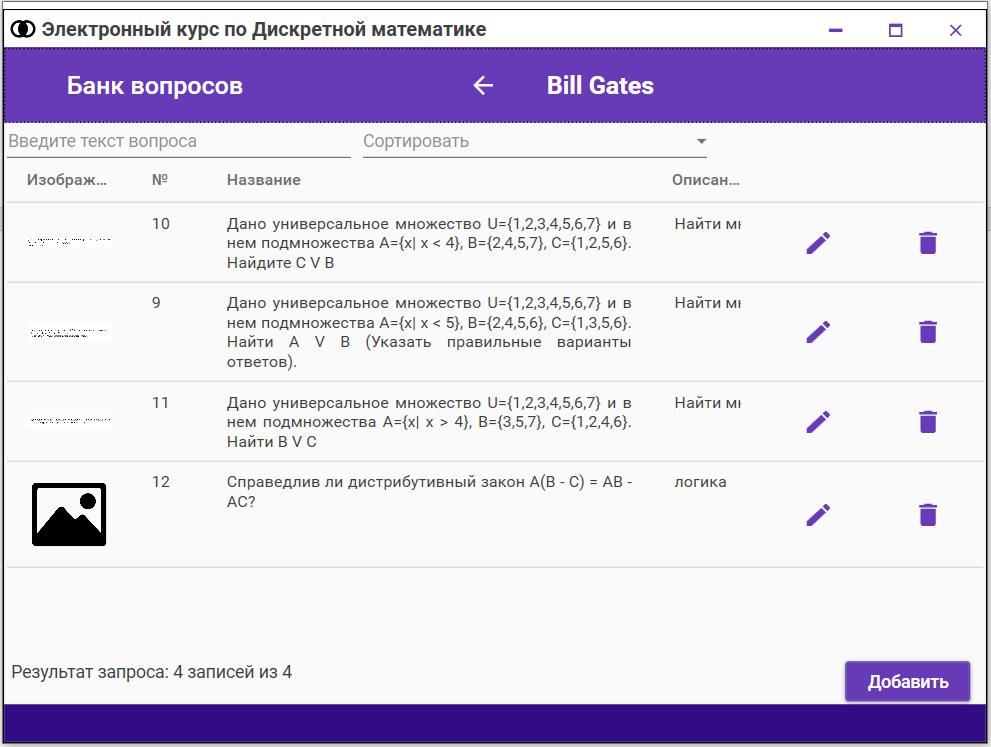 Электронный курс по Дискретной математике
Банк вопросов
Bill Gates
Введите текст вопроса
Сортировать
Изображ... № Название Описан...
10 Дано универсальное множество U={1,2,3,4,5,6,7} и в Найти мн
нем подмножества A={x| x < 4}, B={2,4,5,7}, C={1,2,5,6}.
Найдите C V B
9 Дано универсальное множество U={1,2,3,4,5,6,7} и в Найти мн
нем подмножества A={x| x < 5}, B={2,4,5,6}, C={1,3,5,6}.
Найти A V B (Указать правильные варианты
ответов).
11 Дано универсальное множество U={1,2,3,4,5,6,7} и в Найти мн
нем подмножества A={x| x > 4}, B={3,5,7}, C={1,2,4,6}.
Найти B V C
12 Справедлив ли дистрибутивный закон A(B - C) = AB - логика
AC?
Результат запроса: 4 записей из 4
Добавить